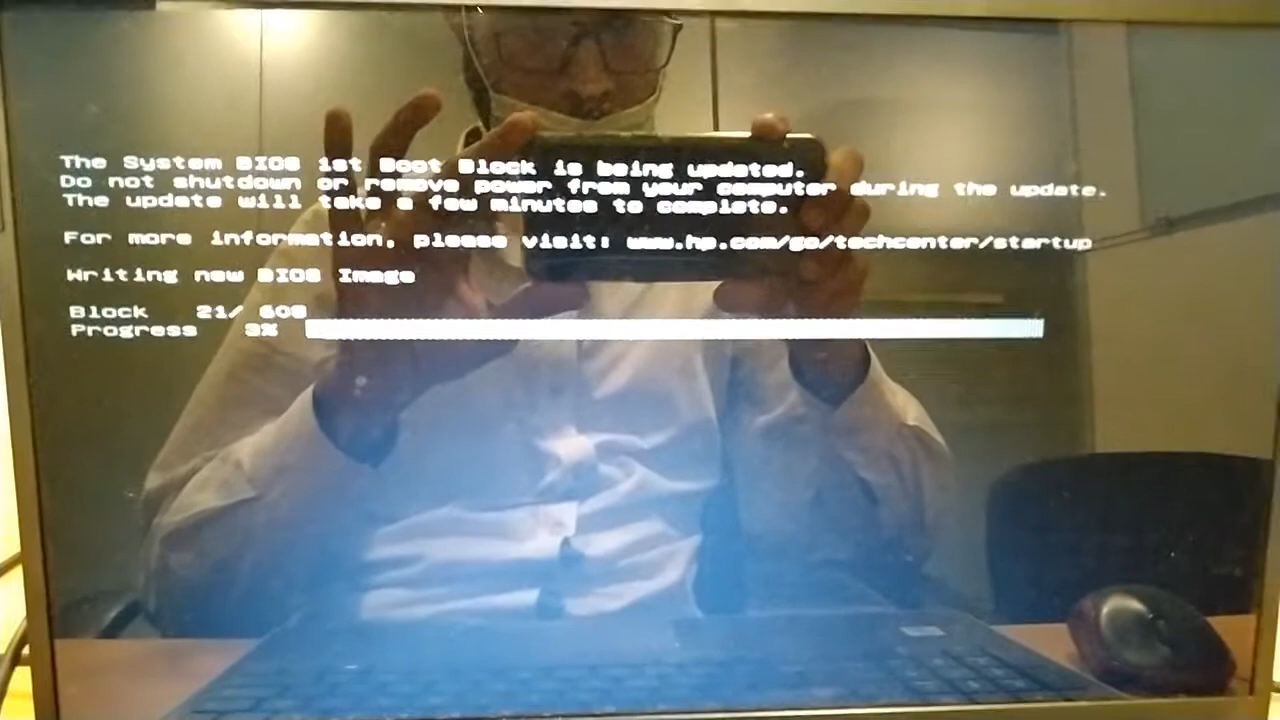 The System BIOS 1st Boot Block is being updated.
Do not shutdown or remove power from your computer during the update.
The update will take a few minutes to complete.
For more information, please visit: www.hp.com/go/techcenter/startup
Writing new BIOS Image
Block 21/ 608
Progress 3%